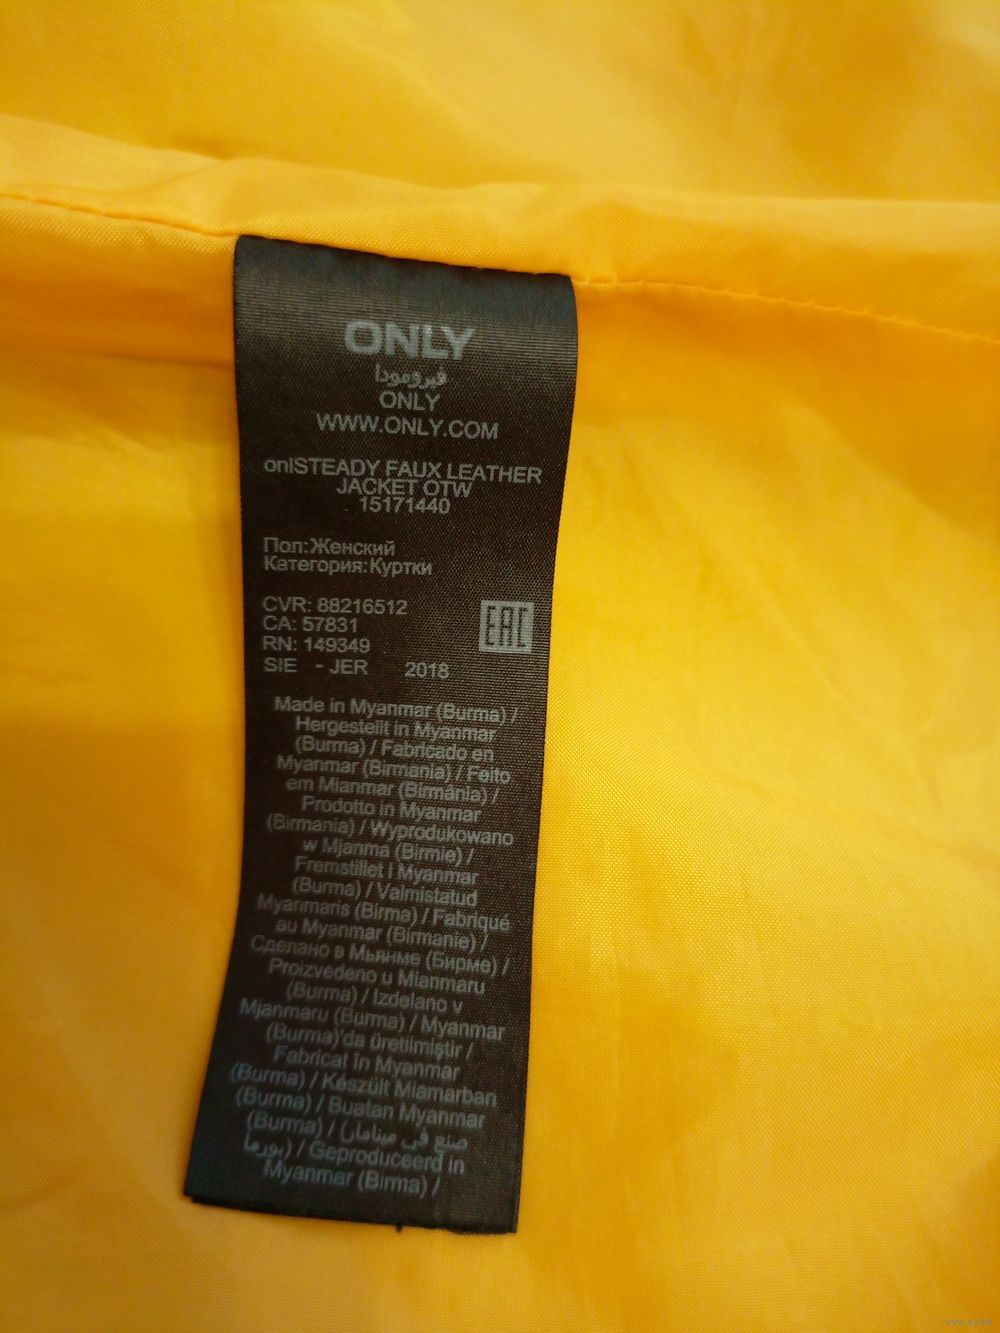 ONLY
فيرومودا
ONLY
WWW.ONLY.COM
onlSTEADY FAUX LEATHER
JACKET OTW
15171440
Пол:Женский
Категория:Куртки
CVR: 88216512
CA: 57831
RN: 149349
SIE - JER 2018
EAC
Made in Myanmar (Burma) /
Hergestellt in Myanmar
(Burma) / Fabricado en
Myanmar (Birmania) / Feito
em Mianmar (Birmânia) /
Prodotto in Myanmar
(Birmania) / Wyprodukowano
w Mjanma (Birmie) /
Fremstillet i Myanmar
(Burma) / Valmistatud
Myanmaris (Birma) / Fabriqué
au Myanmar (Birmanie) /
Сделано в Мьянме (Бирме) /
Proizvedeno u Mianmaru
(Burma) / Izdelano v
Mjanmaru (Burma) / Myanmar
(Burma)'da üretilmiştir /
Fabricat în Myanmar
(Burma) / Készült Miamarban
(Burma) / Buatan Myanmar
(Burma) / صنع في مينامار (
بورما) / Geproduceerd in
Myanmar (Birma) /